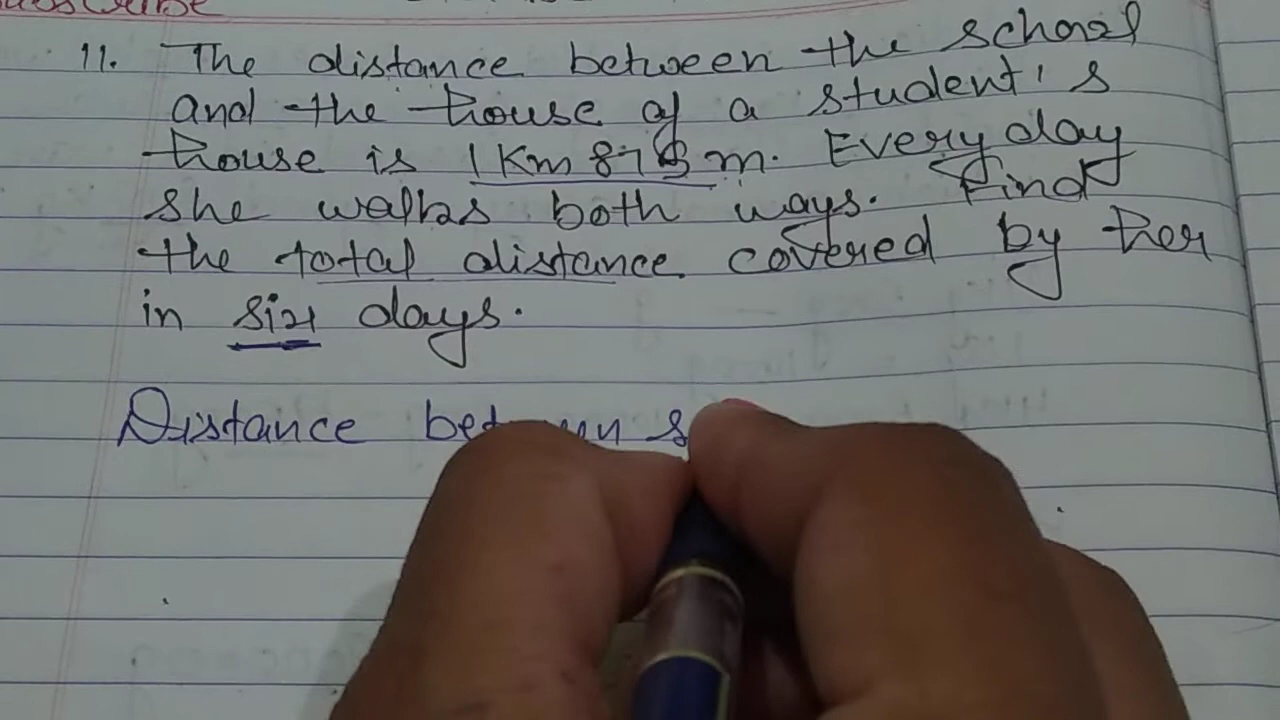 11. The distance between the school
and the house of a student's
house is 1 Km 875 m. Every day
she walks both ways. Find
the total distance covered by her
in six days.
Distance between s